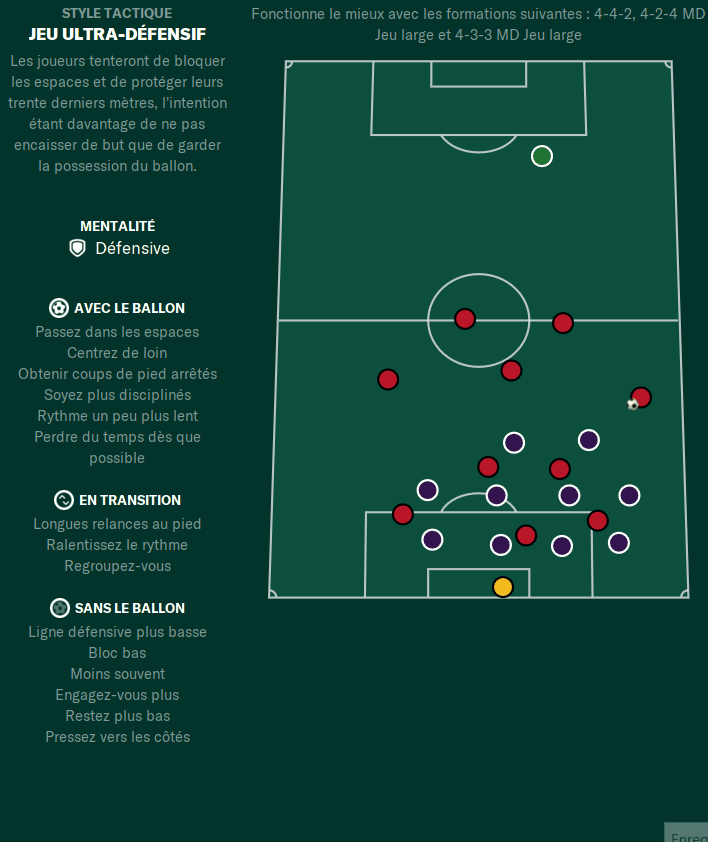 STYLE TACTIQUE
JEU ULTRA-DÉFENSIF
Les joueurs tenteront de bloquer
les espaces et de protéger leurs
trente derniers mètres, l'intention
étant davantage de ne pas
encaisser de but que de garder
la possession du ballon.
MENTALITÉ
Défensive
AVEC LE BALLON
Passez dans les espaces
Centrez de loin
Obtenir coups de pied arrêtés
Soyez plus disciplinés
Rythme un peu plus lent
Perdre du temps dès que
possible
EN TRANSITION
Longues relances au pied
Ralentissez le rythme
Regroupez-vous
SANS LE BALLON
Ligne défensive plus basse
Bloc bas
Moins souvent
Engagez-vous plus
Restez plus bas
Pressez vers les côtés
Fonctionne le mieux avec les formations suivantes : 4-4-2, 4-2-4 MD
Jeu large et 4-3-3 MD Jeu large